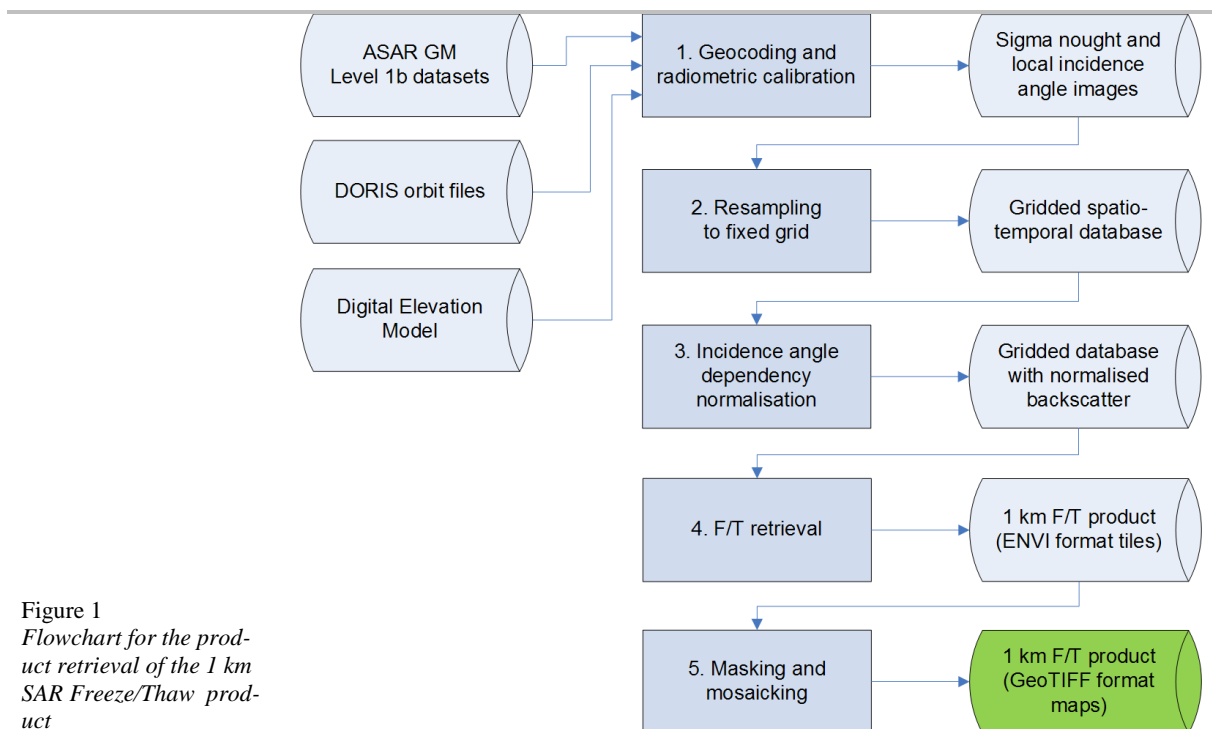 ASAR GM
Level 1b datasets
1. Geocoding and
radiometric calibration
Sigma nought and
local incidence
angle images
DORIS orbit files
2. Resampling
to fixed grid
Gridded spatio-
temporal database
Digital Elevation
Model
3. Incidence angle
dependency
normalisation
Gridded database
with normalised
backscatter
4. F/T retrieval
1 km F/T product
(ENVI format tiles)
5. Masking and
mosaicking
1 km F/T product
(GeoTIFF format
maps)
Figure 1
Flowchart for the prod-
uct retrieval of the 1 km
SAR Freeze/Thaw prod-
uct